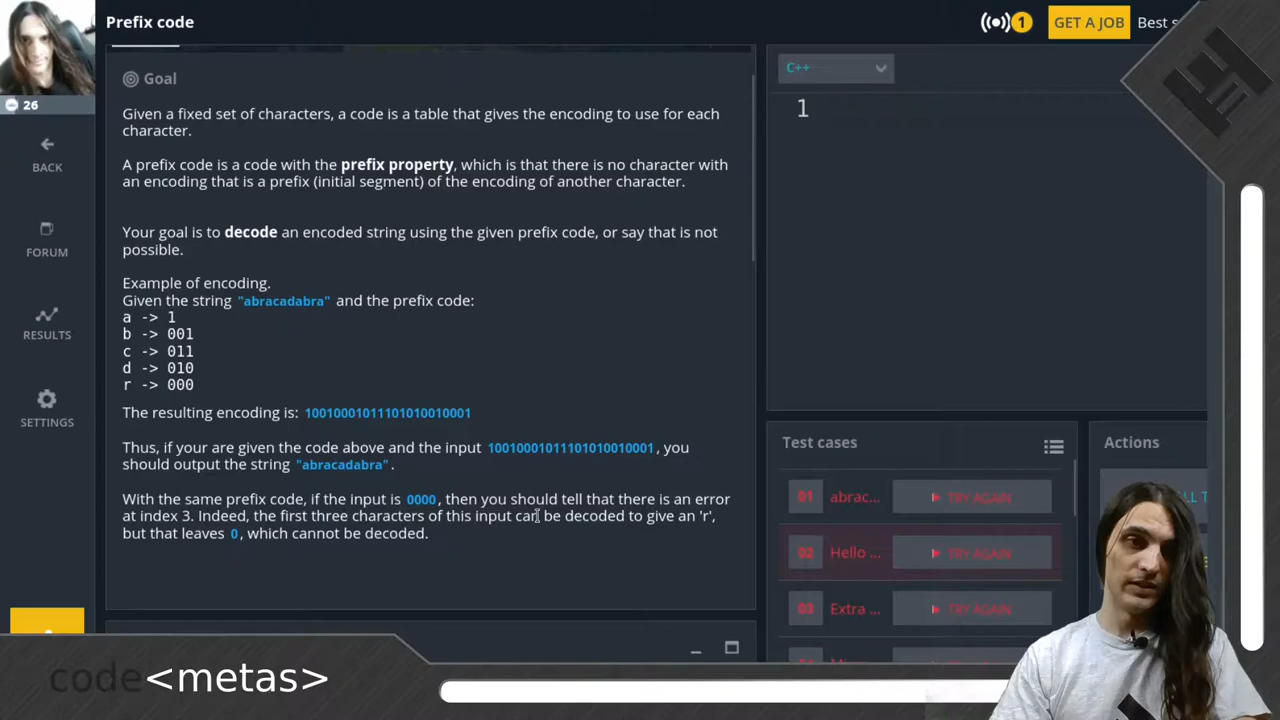 Prefix code
1
GET A JOB
Best
26
BACK
FORUM
RESULTS
SETTINGS
Goal
Given a fixed set of characters, a code is a table that gives the encoding to use for each
character.
A prefix code is a code with the prefix property, which is that there is no character with
an encoding that is a prefix (initial segment) of the encoding of another character.
Your goal is to decode an encoded string using the given prefix code, or say that is not
possible.
Example of encoding.
Given the string "abracadabra" and the prefix code:
a -> 1
b -> 001
c -> 011
d -> 010
r -> 000
The resulting encoding is: 10010001011101010010001
Thus, if your are given the code above and the input 10010001011101010010001, you
should output the string "abracadabra".
With the same prefix code, if the input is 0000, then you should tell that there is an error
at index 3. Indeed, the first three characters of this input can be decoded to give an 'r',
but that leaves 0, which cannot be decoded.
C++
1
Test cases
01 abrac... TRY AGAIN
02 Hello ... TRY AGAIN
03 Extra ... TRY AGAIN
Actions
code<metas>